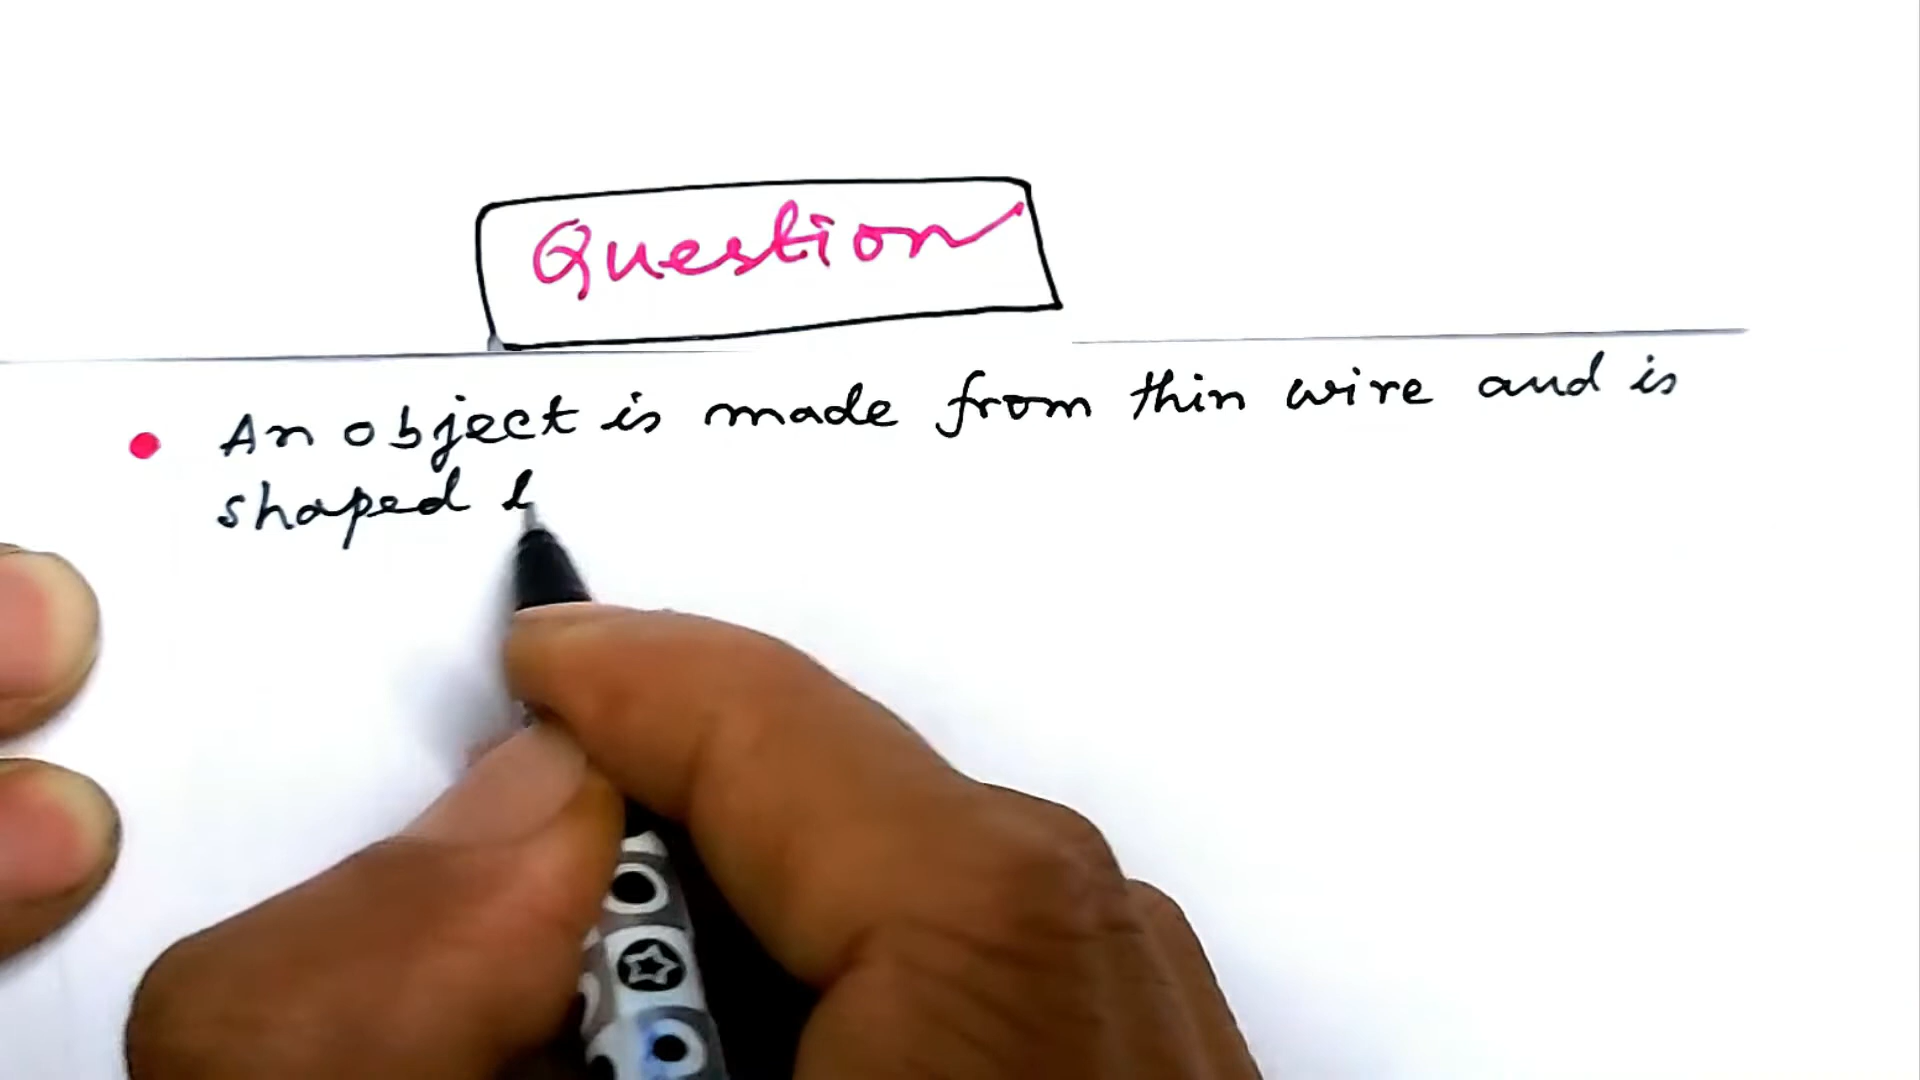 Question
An object is made from thin wire and is
shaped